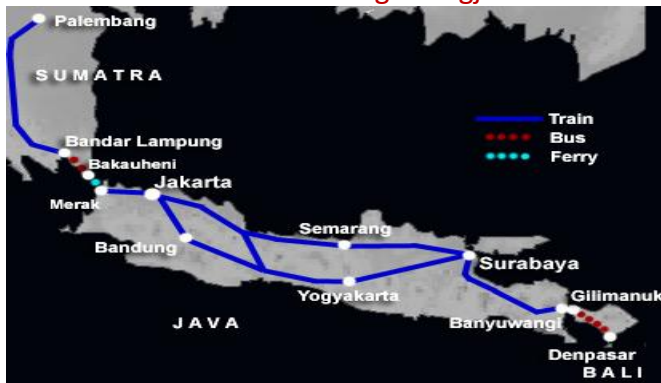 Palembang
SUMATRA
Train
Bandar Lampung
Bus
Bakauheni
Ferry
Jakarta
Merak
Semarang
Bandung
Surabaya
Yogyakarta
Gilimanuk
JAVA
Banyuwangi
Denpasar
BALI